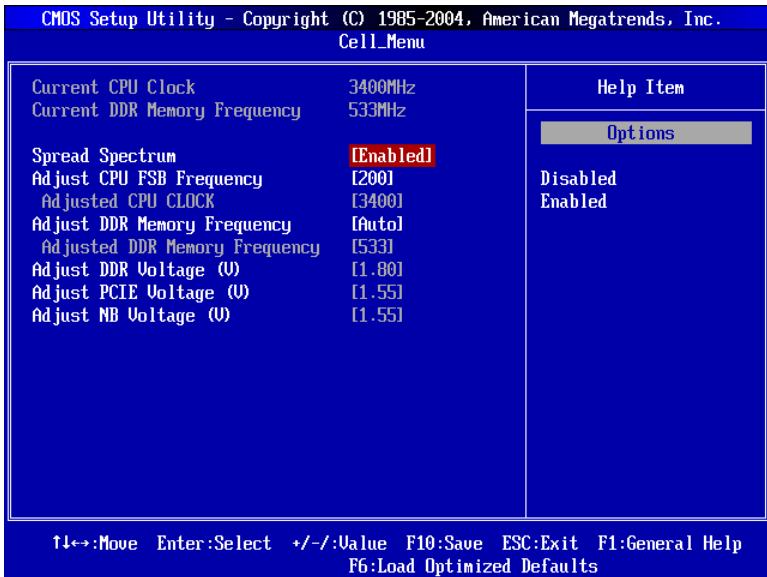 CMOS Setup Utility - Copyright (C) 1985-2004, American Megatrends, Inc.
Cell_Menu
Current CPU Clock 3400MHz
Current DDR Memory Frequency 533MHz
Spread Spectrum [Enabled]
Adjust CPU FSB Frequency [200]
Adjusted CPU CLOCK [3400]
Adjust DDR Memory Frequency [Auto]
Adjusted DDR Memory Frequency [533]
Adjust DDR Voltage (V) [1.80]
Adjust PCIE Voltage (V) [1.55]
Adjust NB Voltage (V) [1.55]
Help Item
Options
Disabled
Enabled
↑↓←→:Move Enter:Select +/-/:Value F10:Save ESC:Exit F1:General Help
F6:Load Optimized Defaults